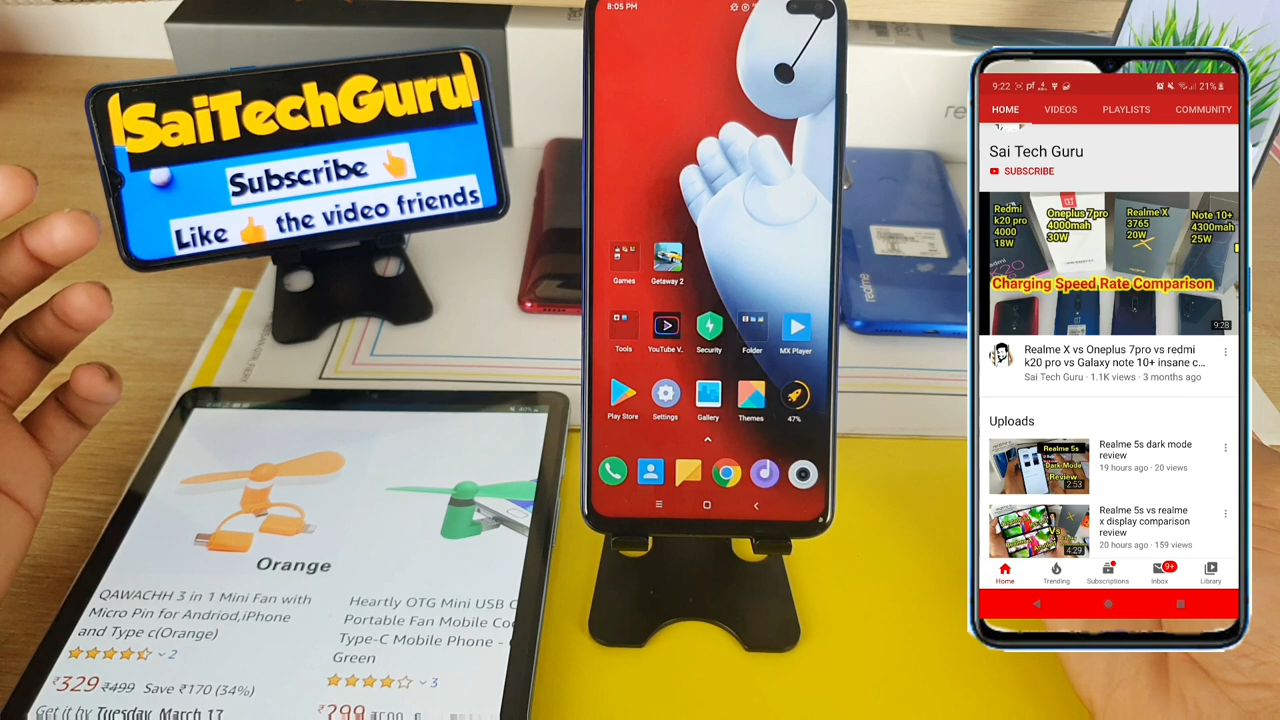 SaiTechGuru
Subscribe
Like 👍 the video friends
Orange
QAWACHH 3 in 1 Mini Fan with
Micro Pin for Andriod,iPhone
and Type c(Orange)
2
₹329 ₹499 Save ₹170 (34%)
Get it by Tuesday, March 17
Heartly OTG Mini USB
Portable Fan Mobile
Type-C Mobile Phone -
Green
3
₹299
8:05 PM
Games
Getaway 2
Tools
YouTube V..
Security
Folder
MX Player
Play Store
Settings
Gallery
Themes
47%
realme
9:22
21%
HOME VIDEOS PLAYLISTS COMMUNITY
Sai Tech Guru
SUBSCRIBE
Redmi
k20 pro
4000
18W
Oneplus 7pro
4000mah
30W
Realme X
3765
20W
Note 10+
4300mah
25W
Charging Speed Rate Comparison
9:28
Realme X vs Oneplus 7pro vs redmi
k20 pro vs Galaxy note 10+ insane c...
Sai Tech Guru · 1.1K views · 3 months ago
Uploads
Realme 5s
Dark Mode
Review
2:53
Realme 5s dark mode
review
19 hours ago · 20 views
Vs
4:29
Realme 5s vs realme
x display comparison
review
20 hours ago · 159 views
9+
Home Trending Subscriptions Inbox Library